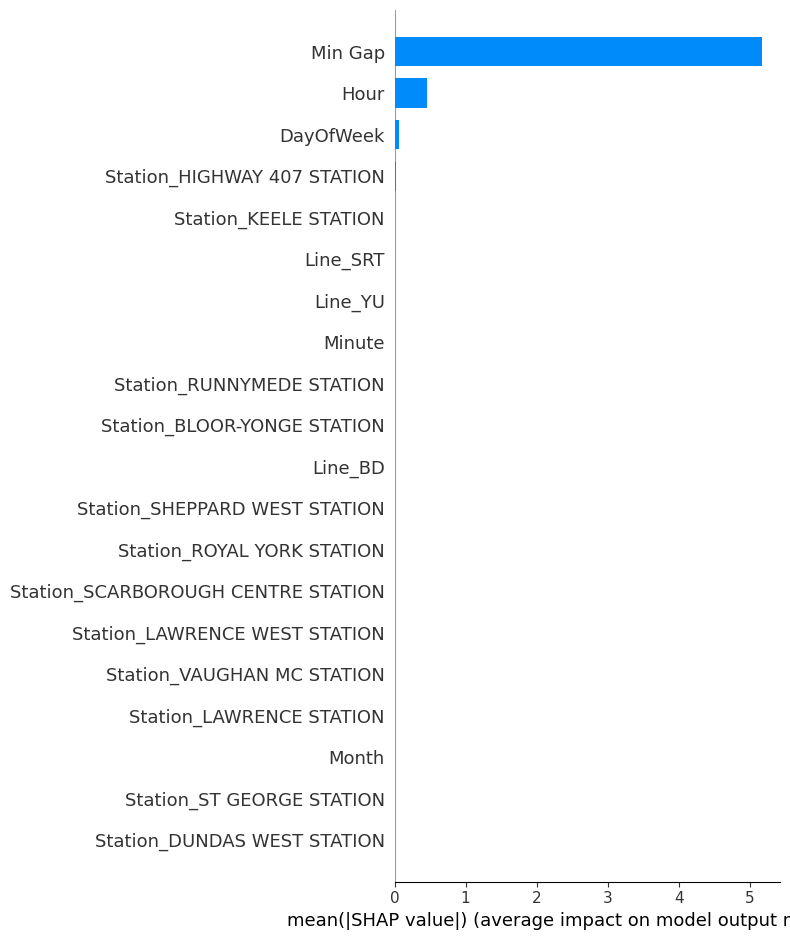 Min Gap
Hour
DayOfWeek
Station_HIGHWAY 407 STATION
Station_KEELE STATION
Line_SRT
Line_YU
Minute
Station_RUNNYMEDE STATION
Station_BLOOR-YONGE STATION
Line_BD
Station_SHEPPARD WEST STATION
Station_ROYAL YORK STATION
Station_SCARBOROUGH CENTRE STATION
Station_LAWRENCE WEST STATION
Station_VAUGHAN MC STATION
Station_LAWRENCE STATION
Month
Station_ST GEORGE STATION
Station_DUNDAS WEST STATION
0 1 2 3 4 5
mean(|SHAP value|) (average impact on model output